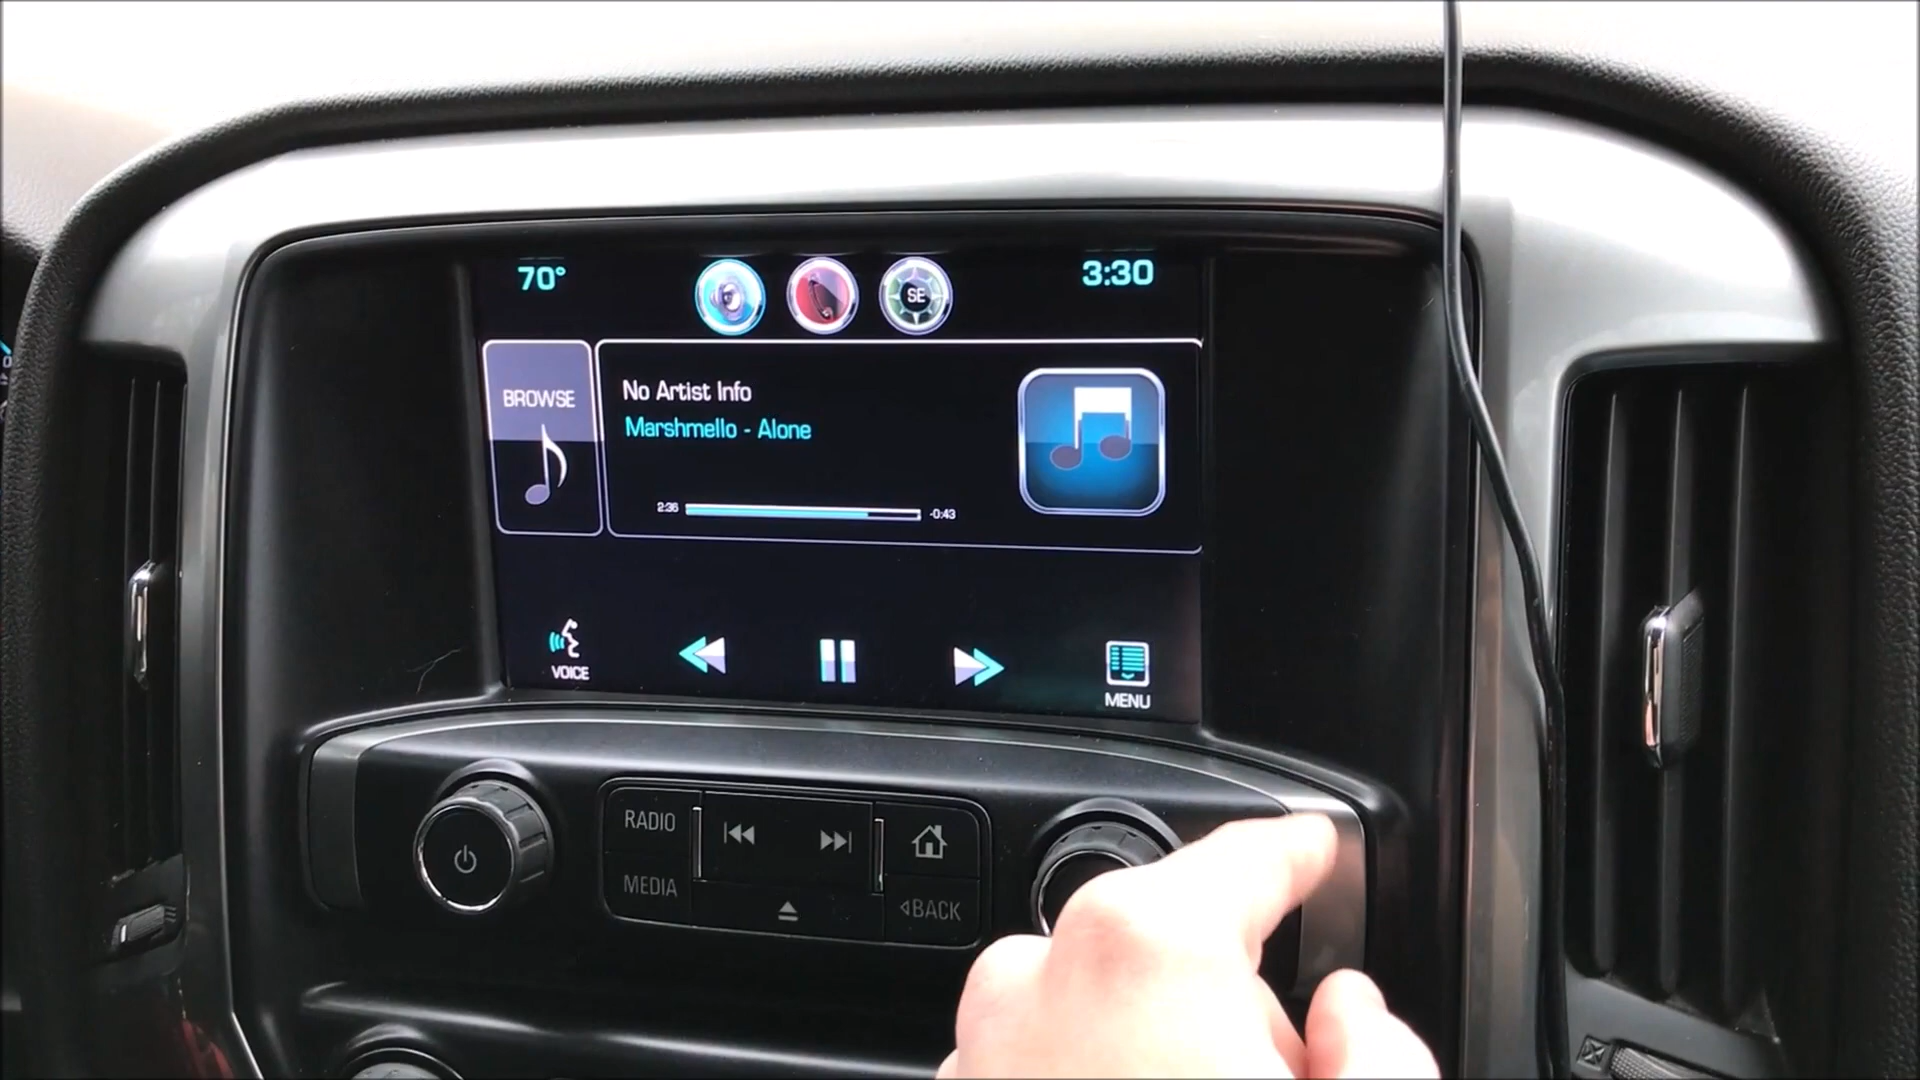 70°
SE
3:30
BROWSE
No Artist Info
Marshmello - Alone
2:36
-0:43
VOICE
MENU
RADIO
MEDIA
BACK